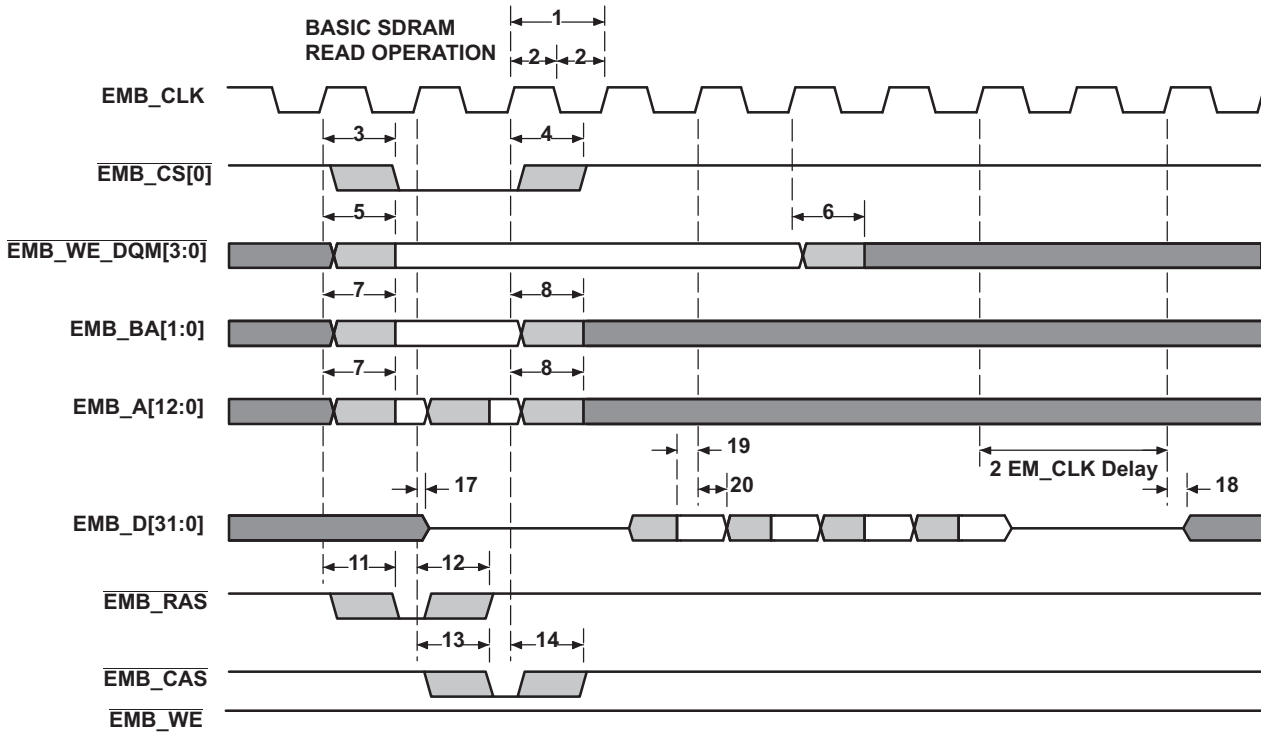 BASIC SDRAM
READ OPERATION
1
2 2
EMB_CLK
3 4
EMB_CS[0]
5 6
EMB_WE_DQM[3:0]
7 8
EMB_BA[1:0]
7 8
EMB_A[12:0]
19
2 EM_CLK Delay
17 20 18
EMB_D[31:0]
11 12
EMB_RAS
13 14
EMB_CAS
EMB_WE